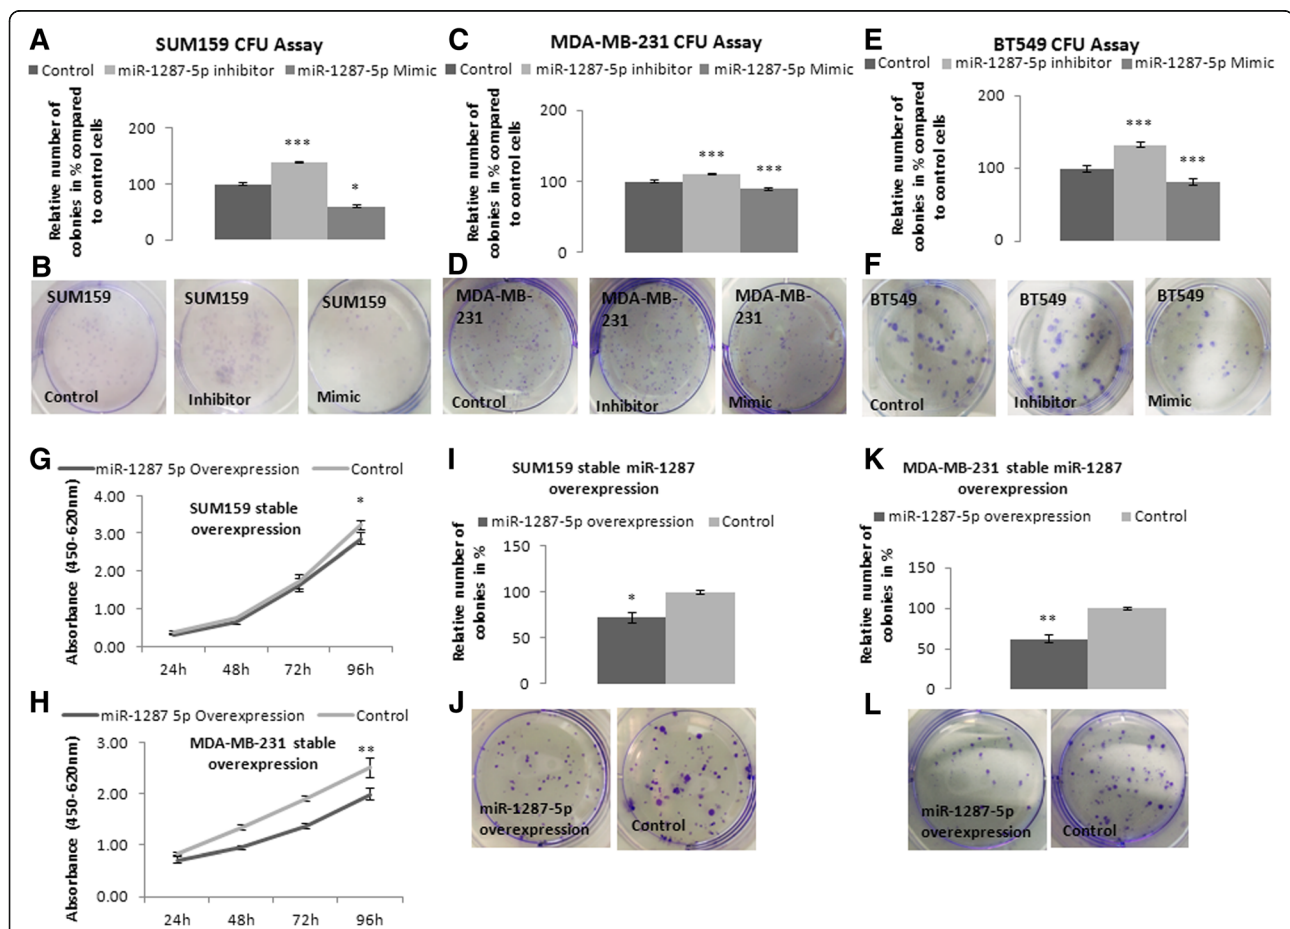 A
SUM159 CFU Assay
Control miR-1287-5p inhibitor miR-1287-5p Mimic
Relative number of
colonies in % compared
to control cells
200
100
0
***
*
B
SUM159
Control
SUM159
Inhibitor
SUM159
Mimic
C
MDA-MB-231 CFU Assay
Control miR-1287-5p inhibitor miR-1287-5p Mimic
Relative number of
colonies in % compared
to control cells
200
100
0
***
***
D
MDA-MB-
231
Control
MDA-MB-
231
Inhibitor
MDA-MB-
231
Mimic
E
BT549 CFU Assay
Control miR-1287-5p inhibitor miR-1287-5p Mimic
Relative number of
colonies in % compared
to control cells
200
100
0
***
***
F
BT549
Control
BT549
Inhibitor
BT549
Mimic
G
miR-1287 5p Overexpression Control
SUM159 stable
overexpression
Absorbance (450-620nm)
4.00
3.00
2.00
1.00
0.00
*
24h 48h 72h 96h
H
miR-1287 5p Overexpression Control
MDA-MB-231 stable
overexpression
Absorbance (450-620nm)
3.00
2.00
1.00
0.00
**
24h 48h 72h 96h
I
SUM159 stable miR-1287
overexpression
miR-1287-5p overexpression Control
Relative number of
colonies in %
150
100
50
0
*
J
miR-1287-5p
overexpression
Control
K
MDA-MB-231 stable miR-1287
overexpression
miR-1287-5p overexpression Control
Relative number of
colonies in %
150
100
50
0
**
L
miR-1287-5p
overexpression
Control